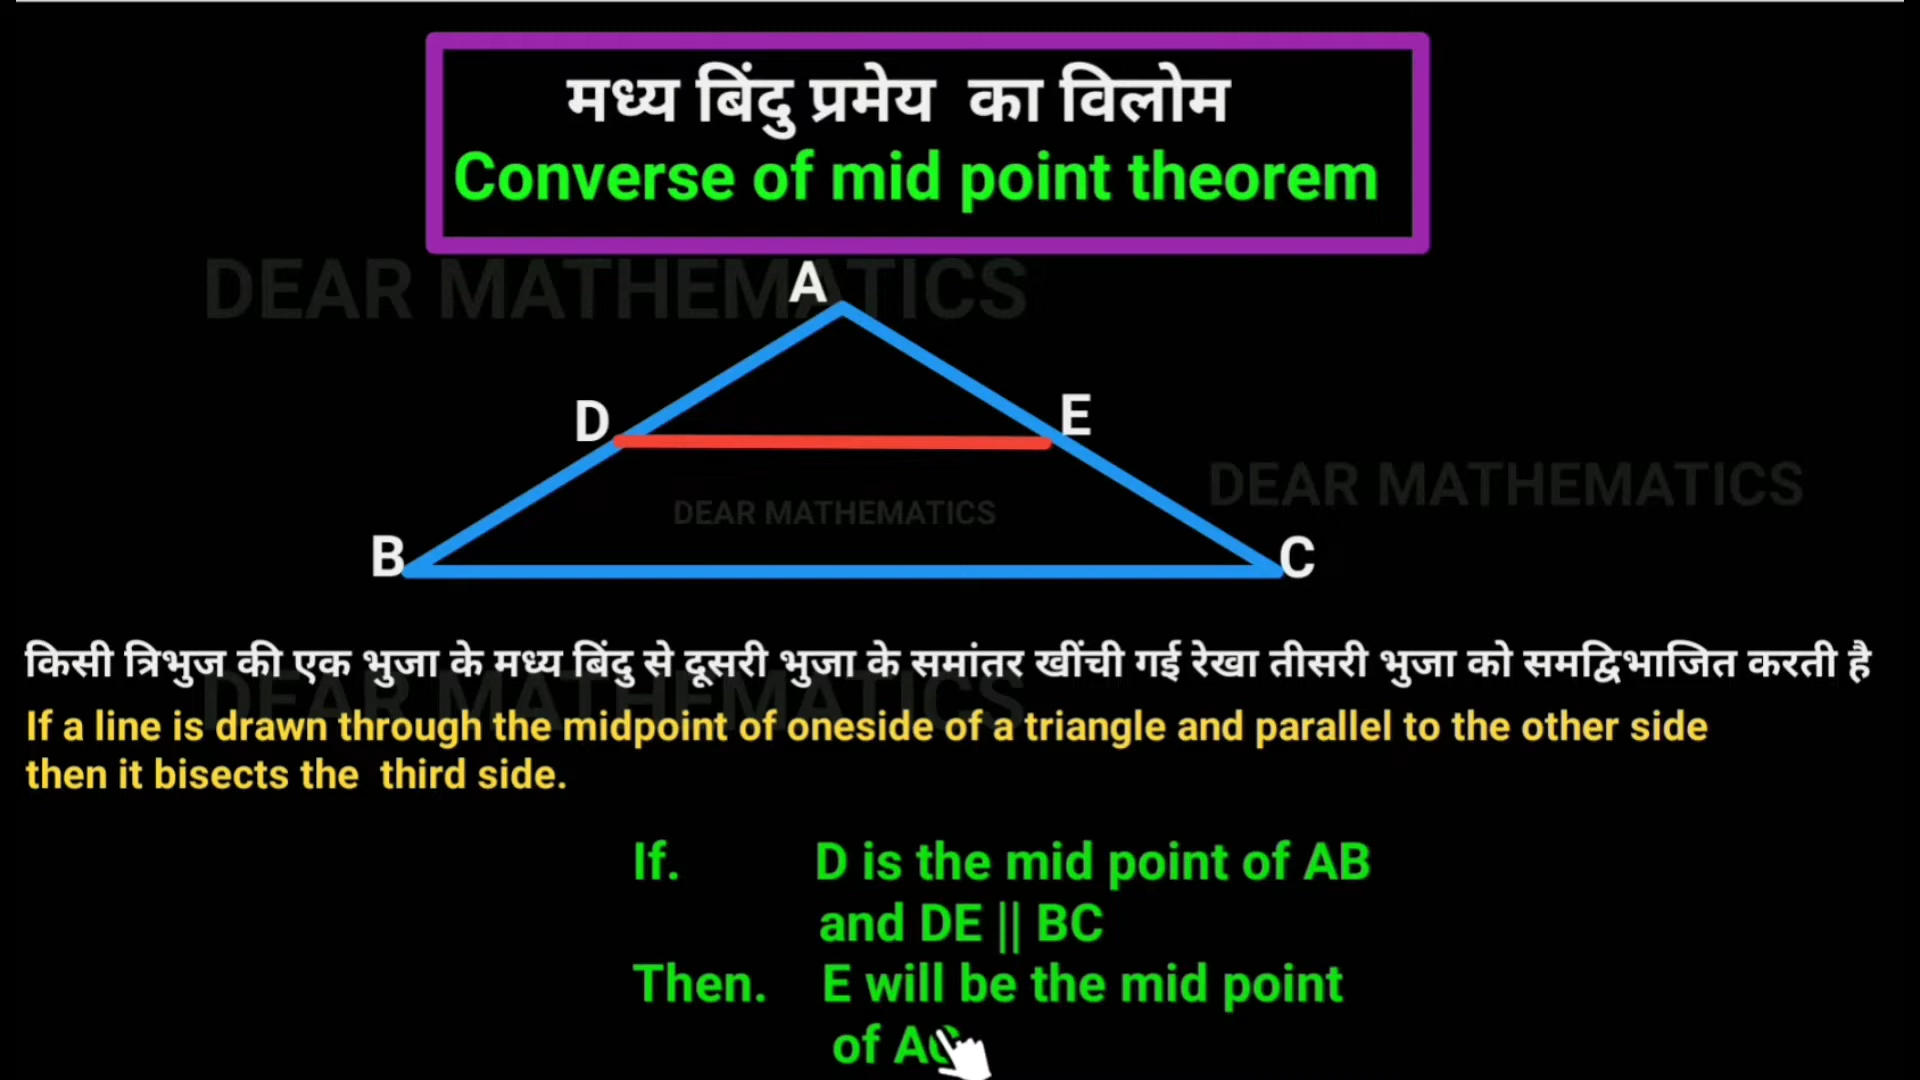 मध्य बिंदु प्रमेय का विलोम
Converse of mid point theorem
DEAR MATHEMATICS
A
D
E
DEAR MATHEMATICS
DEAR MATHEMATICS
B
C
किसी त्रिभुज की एक भुजा के मध्य बिंदु से दूसरी भुजा के समांतर खींची गई रेखा तीसरी भुजा को समद्विभाजित करती है
DEAR MATHEMATICS
If a line is drawn through the midpoint of oneside of a triangle and parallel to the other side
then it bisects the third side.
If. D is the mid point of AB
and DE || BC
Then. E will be the mid point
of AC